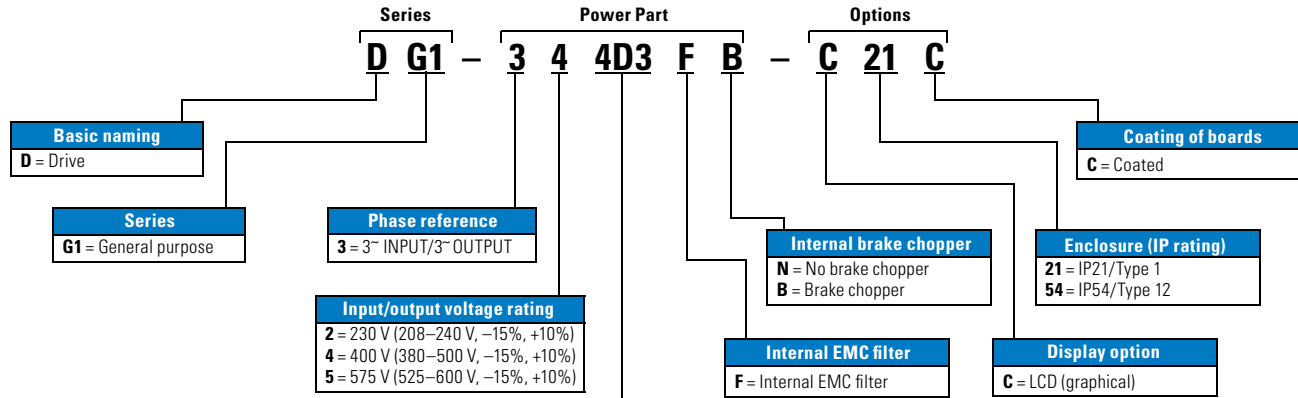 Series Power Part Options
D G1 – 3 4 4D3 F B – C 21 C
Basic naming
D = Drive
Coating of boards
C = Coated
Series
G1 = General purpose
Phase reference
3 = 3~ INPUT/3~ OUTPUT
Internal brake chopper
N = No brake chopper
B = Brake chopper
Enclosure (IP rating)
21 = IP21/Type 1
54 = IP54/Type 12
Input/output voltage rating
2 = 230 V (208–240 V, –15%, +10%)
4 = 400 V (380–500 V, –15%, +10%)
5 = 575 V (525–600 V, –15%, +10%)
Internal EMC filter
F = Internal EMC filter
Display option
C = LCD (graphical)